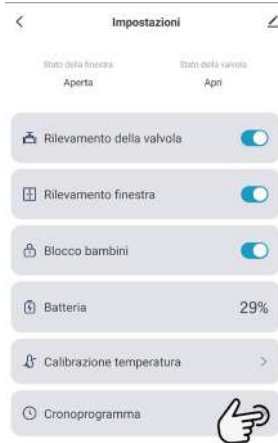 Impostazioni
Stato della finestra Stato della valvola
Aperta Apri
Rilevamento della valvola
Rilevamento finestra
Blocco bambini
Batteria 29%
Calibrazione temperatura
Cronoprogramma